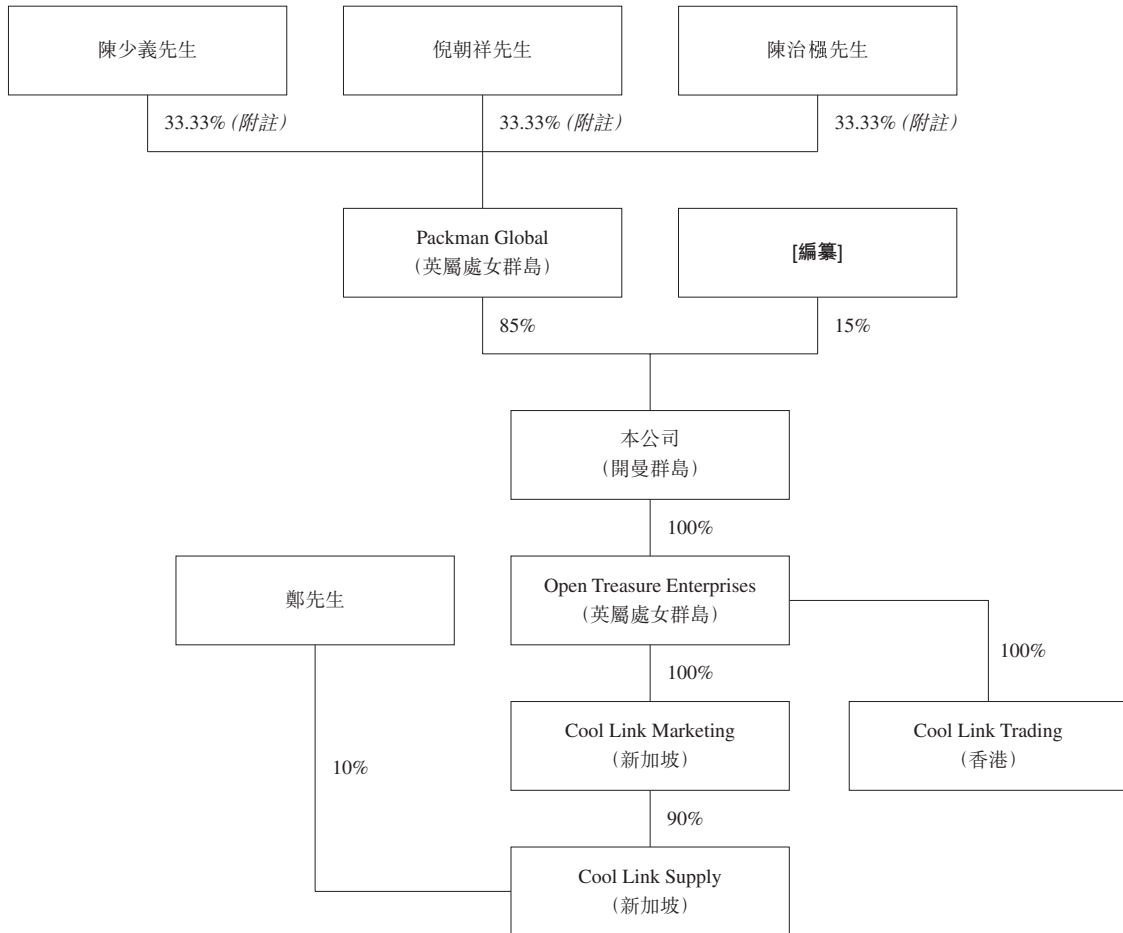 陳少義先生
倪朝祥先生
陳治樞先生
33.33% (附註)
33.33% (附註)
33.33% (附註)
Packman Global
(英屬處女群島)
[編纂]
85%
15%
本公司
(開曼群島)
100%
鄭先生
Open Treasure Enterprises
(英屬處女群島)
100%
100%
Cool Link Marketing
(新加坡)
Cool Link Trading
(香港)
10%
90%
Cool Link Supply
(新加坡)